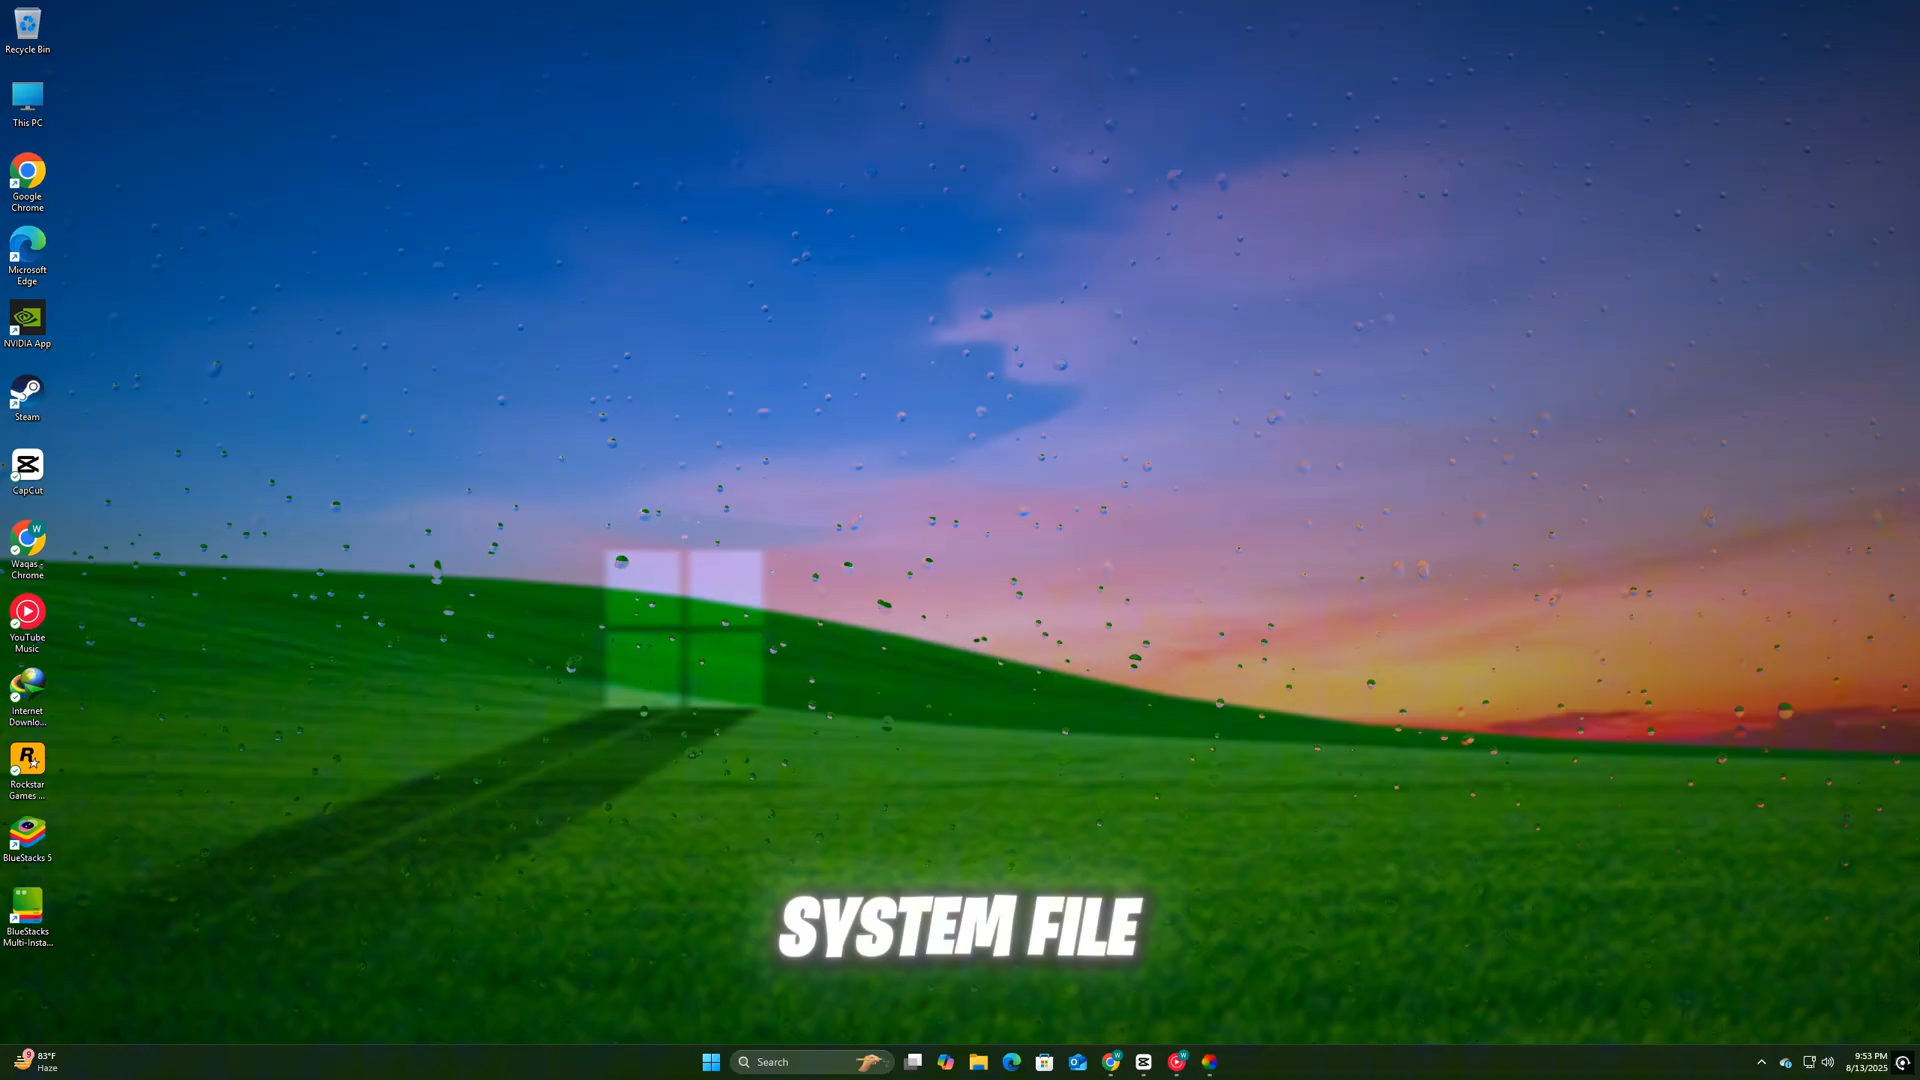 Recycle Bin
This PC
Google
Chrome
Microsoft
Edge
NVIDIA App
Steam
CapCut
W
Waqas -
Chrome
YouTube
Music
Internet
Downlo...
R
Rockstar
Games ...
BlueStacks 5
BlueStacks
Multi-Insta...
SYSTEM FILE
9
83°F
Haze
Search
W
W
9:53 PM
8/13/2025